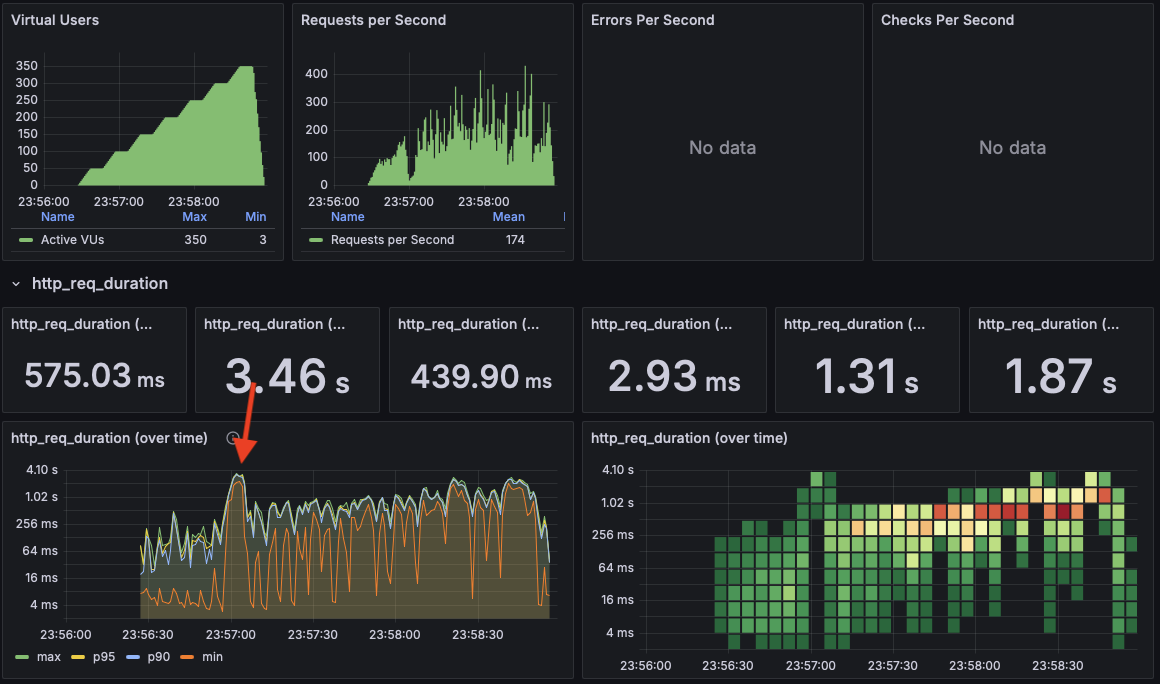 Virtual Users
350
300
250
200
150
100
50
0
23:56:00 23:57:00 23:58:00
Name Max Min
Active VUs 350 3
Requests per Second
400
300
200
100
0
23:56:00 23:57:00 23:58:00
Name Mean
Requests per Second 174
Errors Per Second
No data
Checks Per Second
No data
http_req_duration
http_req_duration (...
575.03 ms
http_req_duration (...
3.46 s
http_req_duration (...
439.90 ms
http_req_duration (...
2.93 ms
http_req_duration (...
1.31 s
http_req_duration (...
1.87 s
http_req_duration (over time)
4.10 s
1.02 s
256 ms
64 ms
16 ms
4 ms
23:56:00 23:56:30 23:57:00 23:57:30 23:58:00 23:58:30
max p95 p90 min
http_req_duration (over time)
4.10 s
1.02 s
256 ms
64 ms
16 ms
4 ms
23:56:00 23:56:30 23:57:00 23:57:30 23:58:00 23:58:30